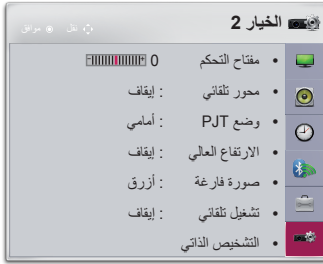 الخيار 2
نقل موافق
• مفتاح التحكم 0
• محور تلقائي : إيقاف
• وضع PJT : أمامي
• الارتفاع العالي : إيقاف
• صورة فارغة : أزرق
• تشغيل تلقائي : إيقاف
• التشخيص الذاتي